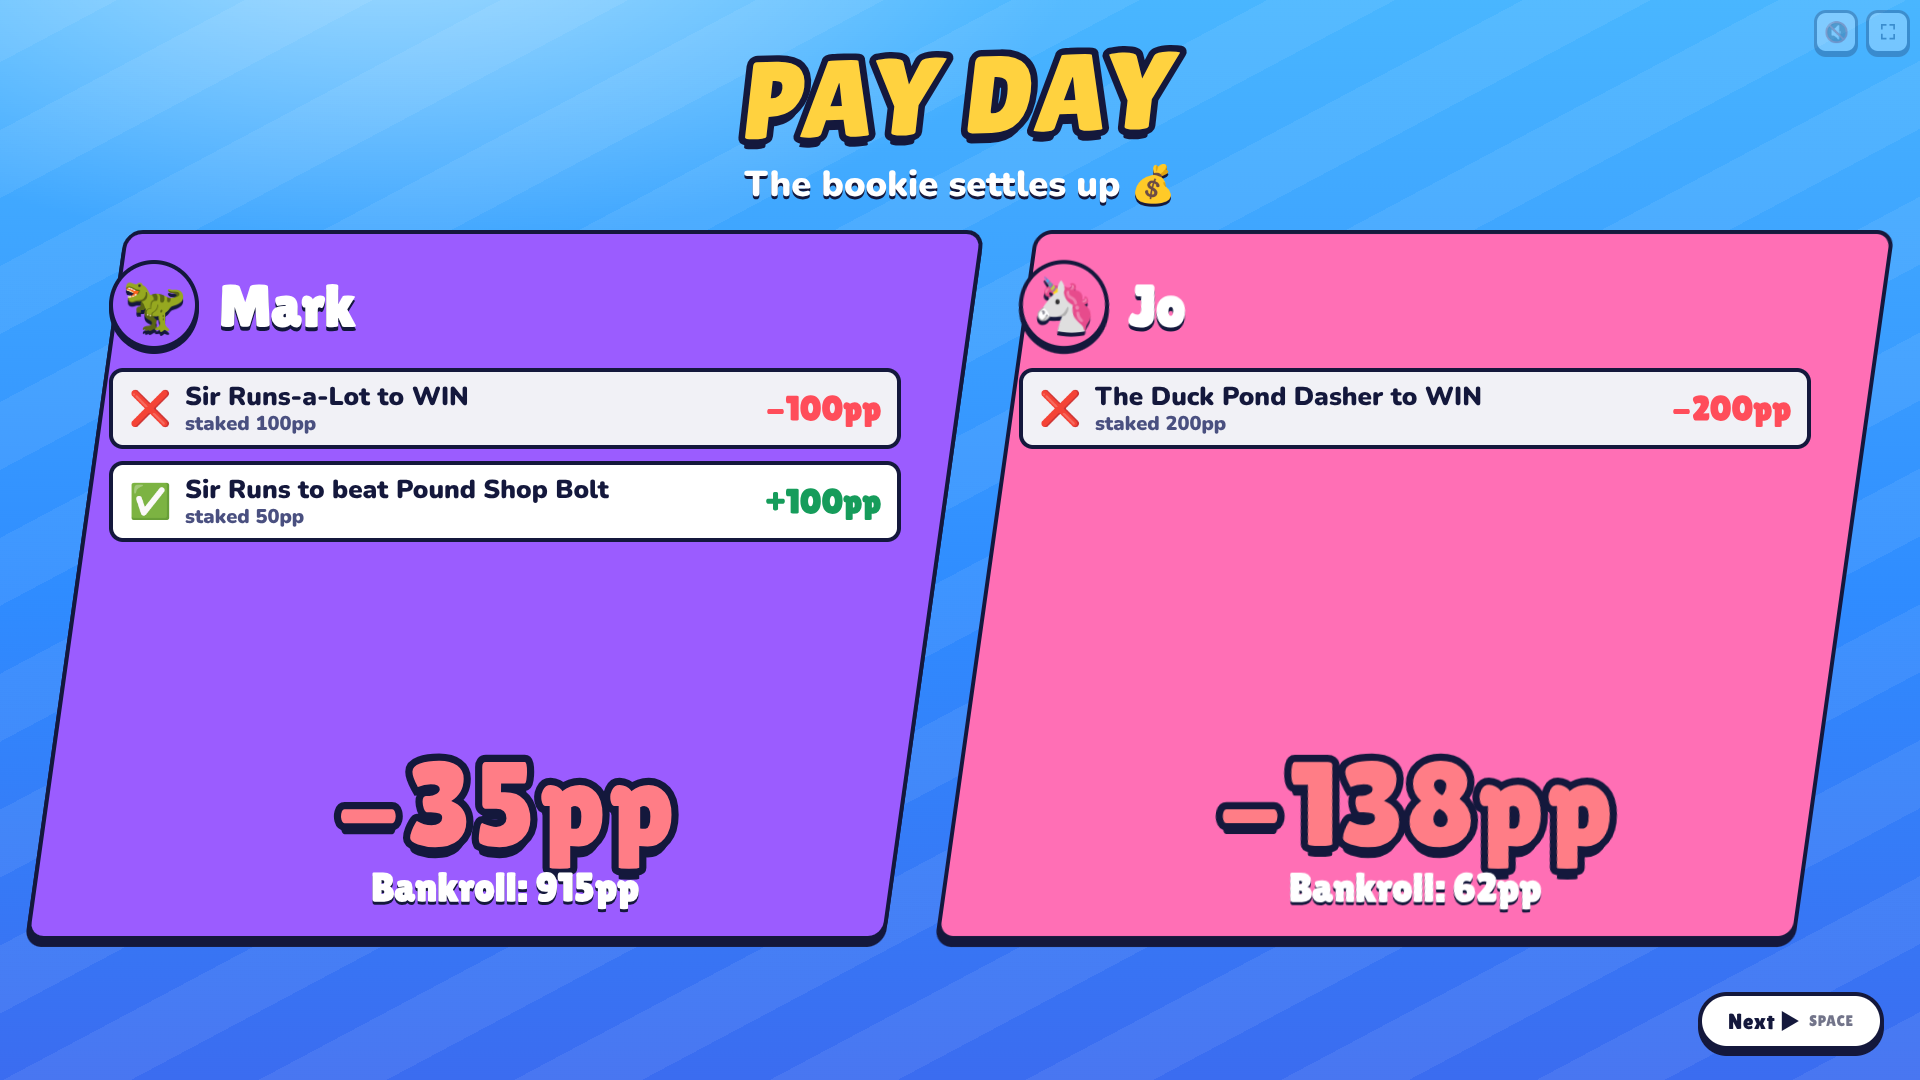 PAY DAY
The bookie settles up
Mark
Sir Runs-a-Lot to WIN
staked 100pp
-100pp
Sir Runs to beat Pound Shop Bolt
staked 50pp
+100pp
-35pp
Bankroll: 915pp
Jo
The Duck Pond Dasher to WIN
staked 200pp
-200pp
-138pp
Bankroll: 62pp
Next ▶ SPACE